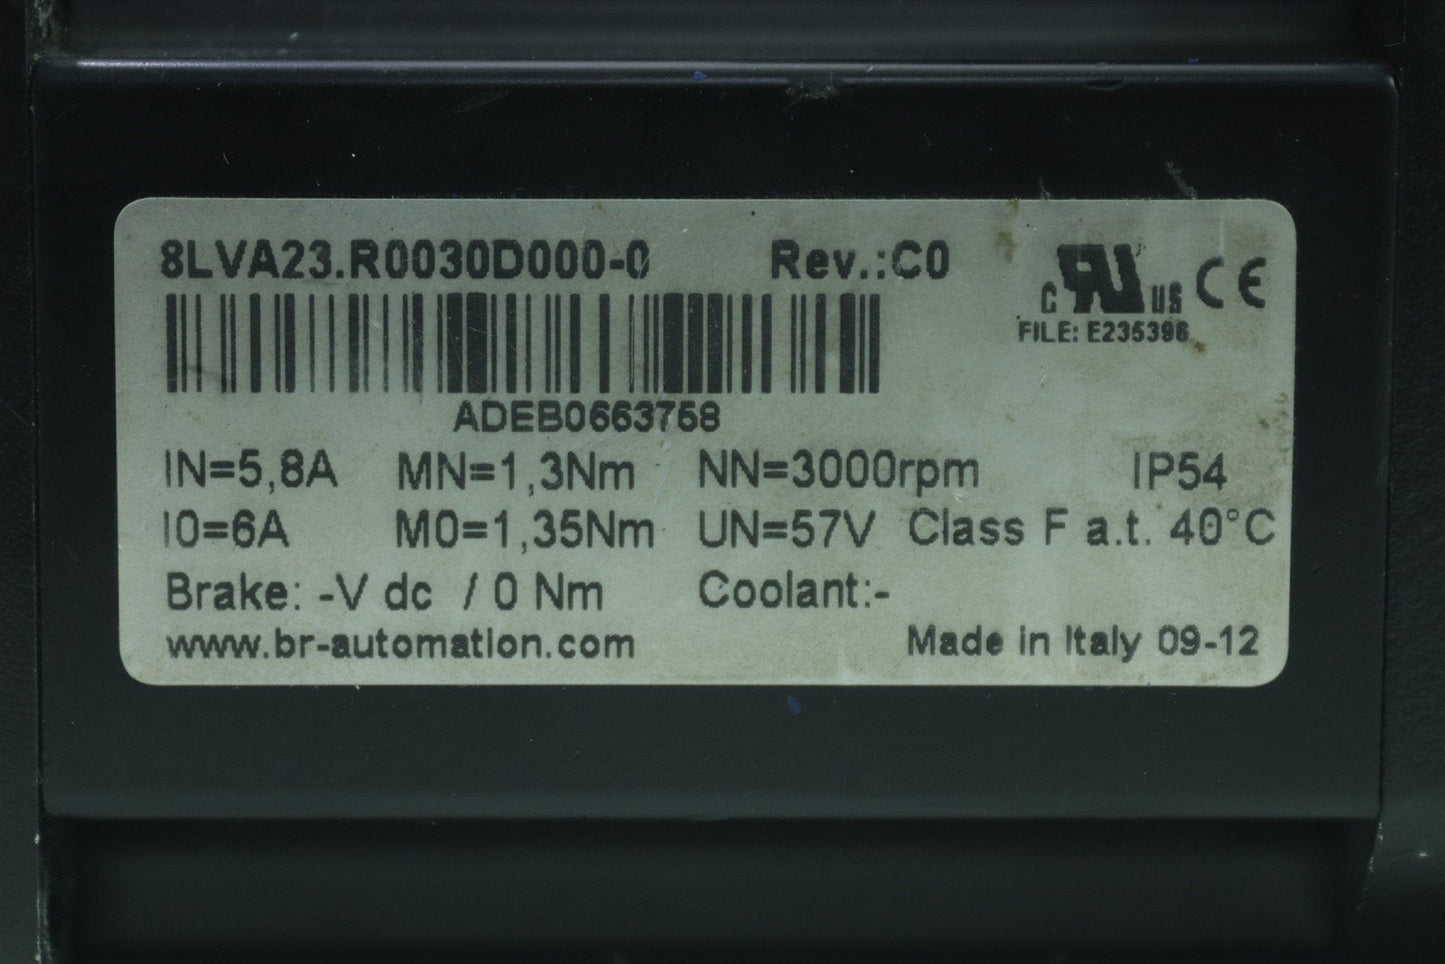 8LVA23.R0030D000-0 Rev.:C0
c RU us CE
FILE: E235396
ADEB0663758
IN=5,8A MN=1,3Nm NN=3000rpm IP54
I0=6A M0=1,35Nm UN=57V Class F a.t. 40°C
Brake: -V dc / 0 Nm Coolant:-
www.br-automation.com Made in Italy 09-12